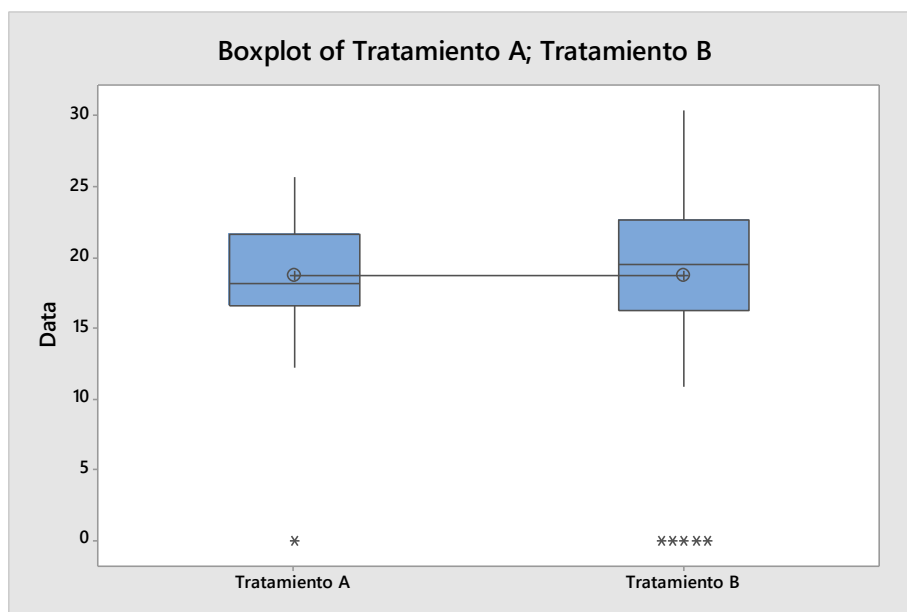 Boxplot of Tratamiento A; Tratamiento B
Data
30
25
20
15
10
5
0
Tratamiento A
Tratamiento B